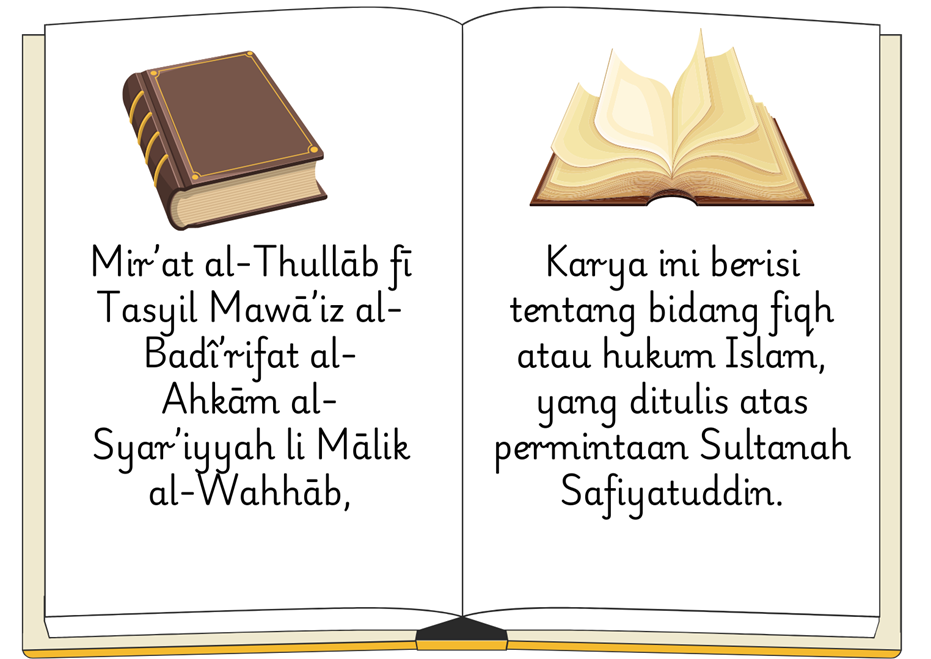 Mir’at al-Thullāb fī
Tasyil Mawā’iz al-
Badî’rifat al-
Ahkām al-
Syar’iyyah li Mālik
al-Wahhāb,
Karya ini berisi
tentang bidang fiqh
atau hukum Islam,
yang ditulis atas
permintaan Sultanah
Safiyatuddin.